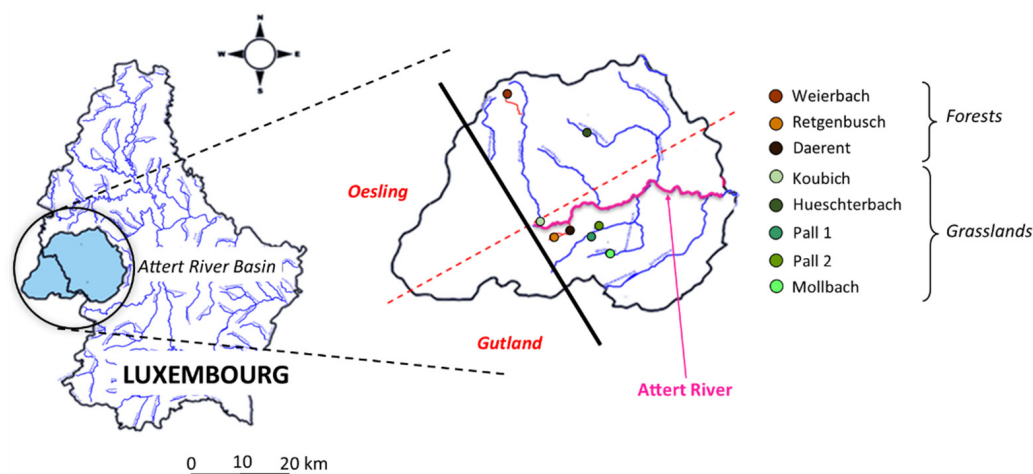 N
W E
S
Oesling
Gutland
Attert River Basin
LUXEMBOURG
0 10 20 km
Attert River
Weierbach
Retgenbusch
Daerent
Forests
Koubich
Hueschterbach
Pall 1
Pall 2
Mollbach
Grasslands